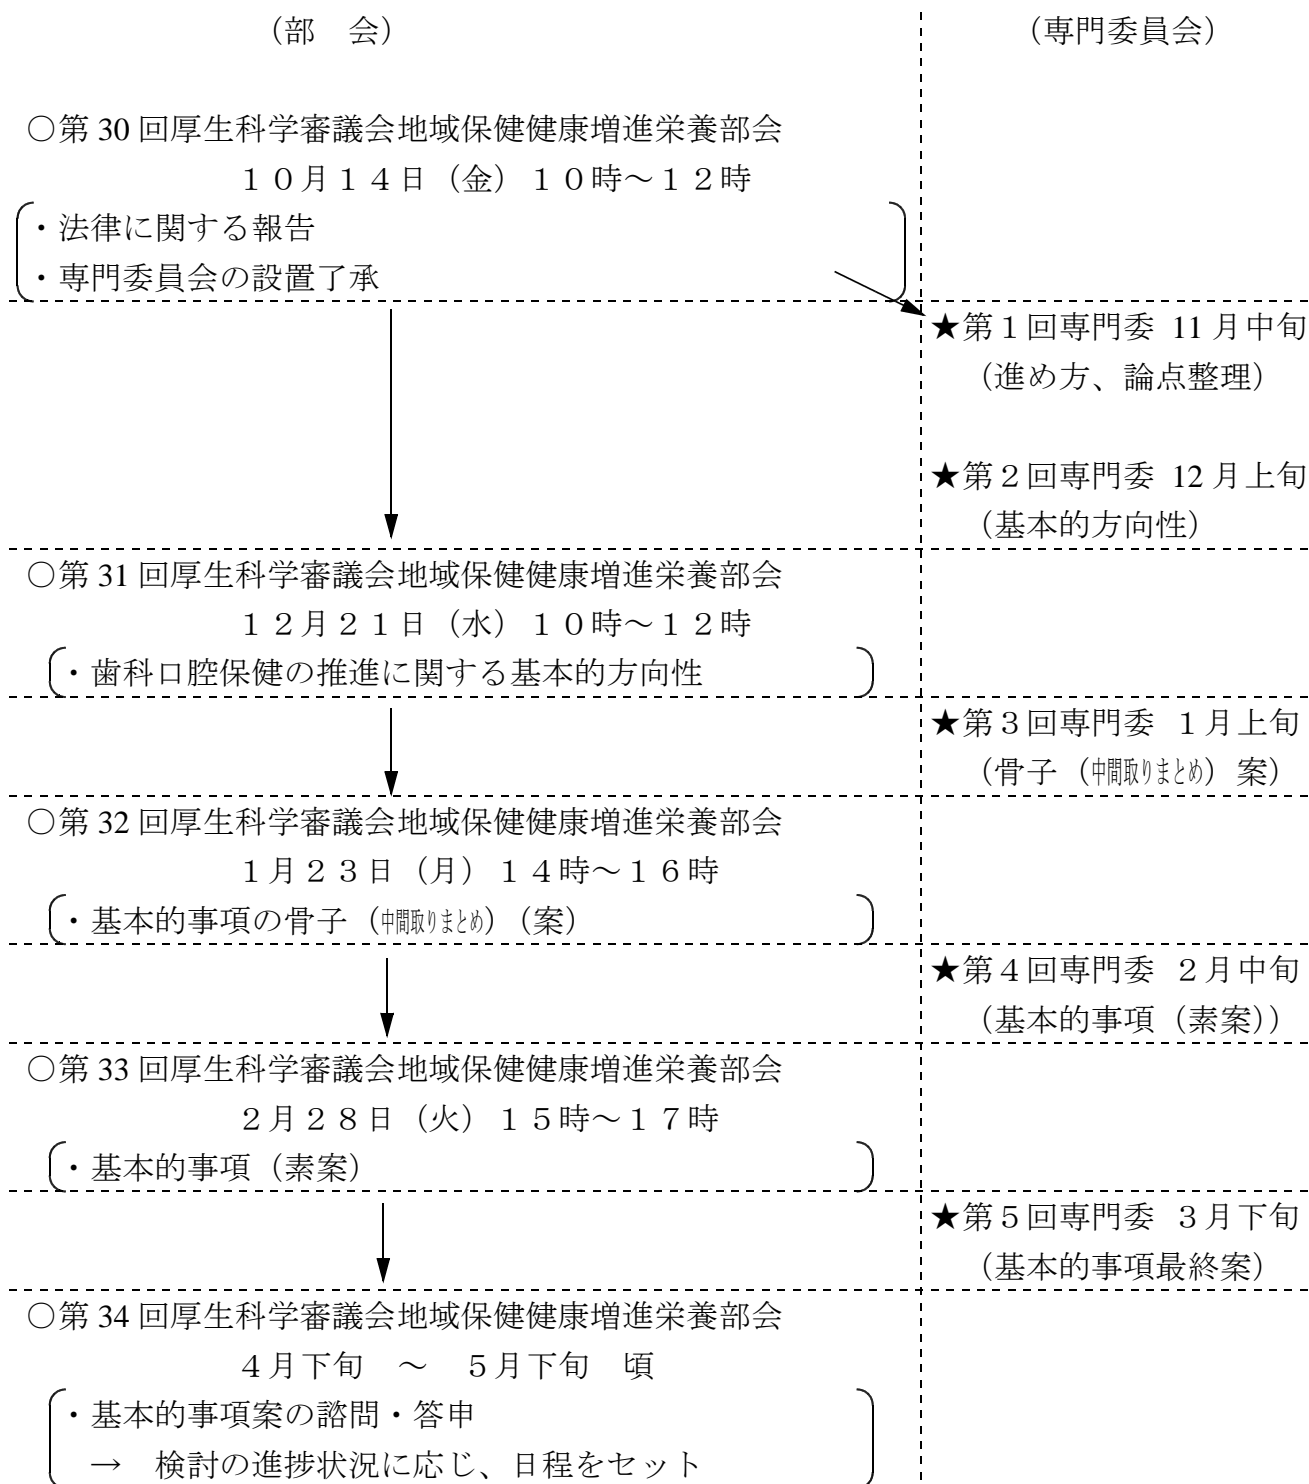 （部　会）
（専門委員会）
○第 30 回厚生科学審議会地域保健健康増進栄養部会
１０月１４日（金）１０時～１２時
・法律に関する報告
・専門委員会の設置了承
★第１回専門委 11 月中旬
（進め方、論点整理）
★第２回専門委 12 月上旬
（基本的方向性）
○第 31 回厚生科学審議会地域保健健康増進栄養部会
１２月２１日（水）１０時～１２時
・歯科口腔保健の推進に関する基本的方向性
★第３回専門委 １月上旬
（骨子（中間取りまとめ）案）
○第 32 回厚生科学審議会地域保健健康増進栄養部会
１月２３日（月）１４時～１６時
・基本的事項の骨子（中間取りまとめ）（案）
★第４回専門委 ２月中旬
（基本的事項（素案））
○第 33 回厚生科学審議会地域保健健康増進栄養部会
２月２８日（火）１５時～１７時
・基本的事項（素案）
★第５回専門委 ３月下旬
（基本的事項最終案）
○第 34 回厚生科学審議会地域保健健康増進栄養部会
４月下旬　～　５月下旬　頃
・基本的事項案の諮問・答申
→　検討の進捗状況に応じ、日程をセット